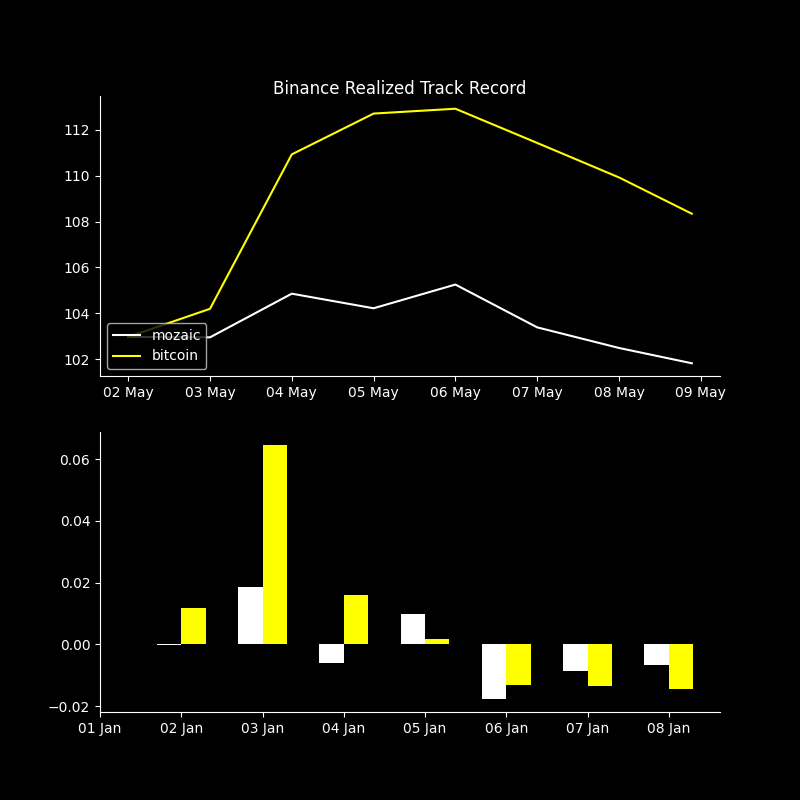 Binance Realized Track Record
112
110
108
106
104
102
mozaic
bitcoin
02 May 03 May 04 May 05 May 06 May 07 May 08 May 09 May
0.06
0.04
0.02
0.00
−0.02
01 Jan 02 Jan 03 Jan 04 Jan 05 Jan 06 Jan 07 Jan 08 Jan